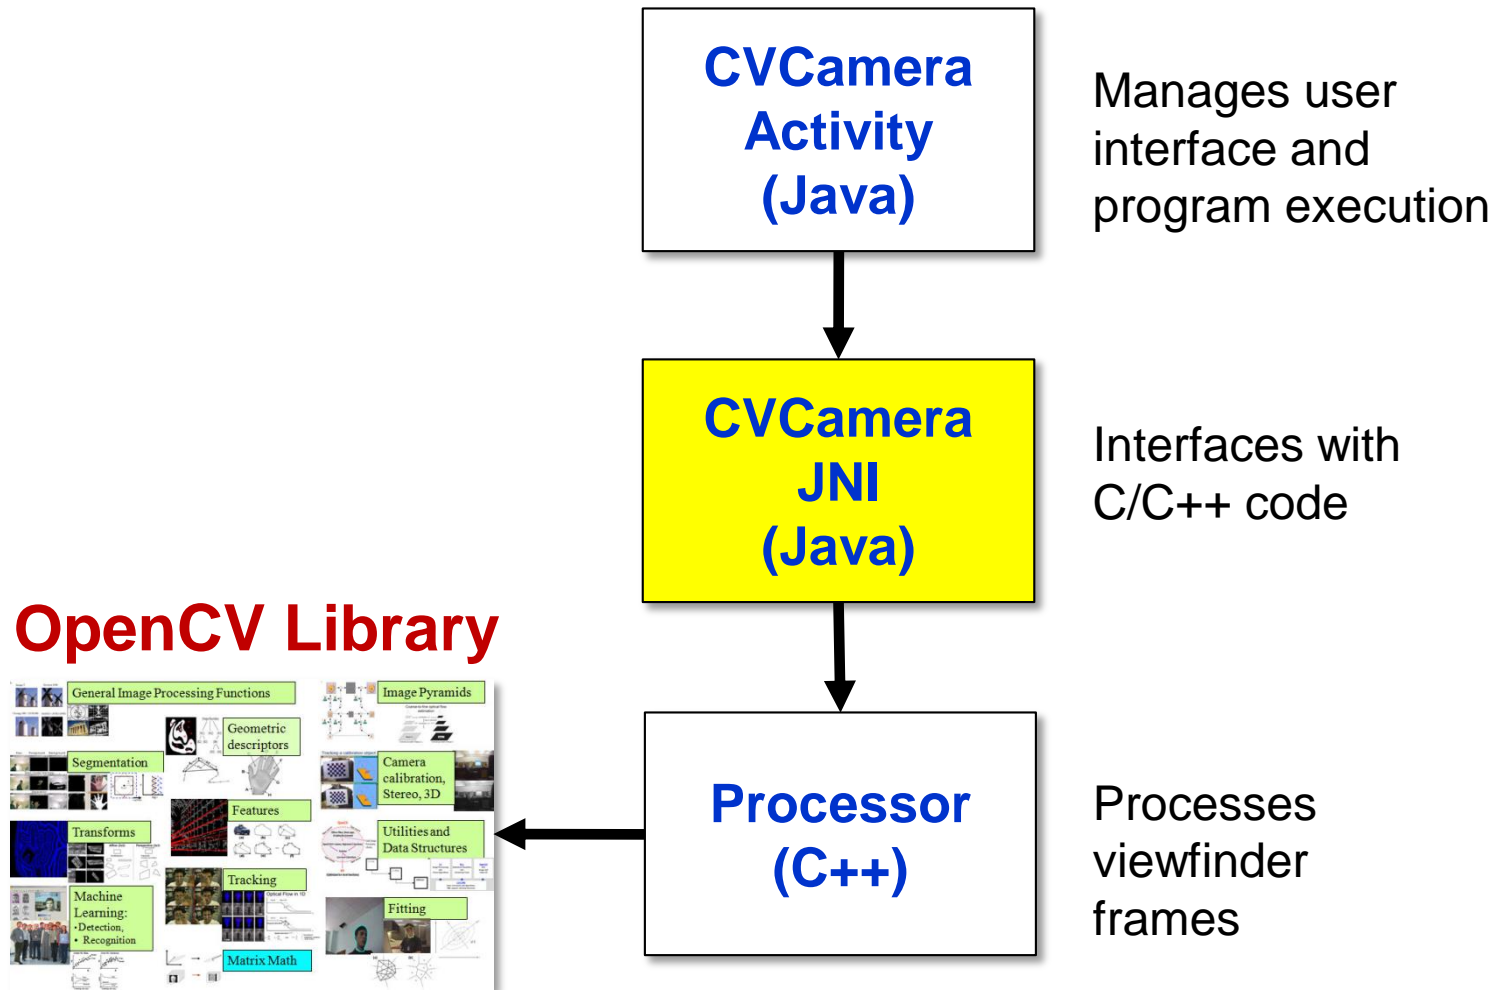 CVCamera
Activity
(Java)
Manages user
interface and
program execution
CVCamera
JNI
(Java)
Interfaces with
C/C++ code
OpenCV Library
General Image Processing Functions
Image Pyramids
Geometric
descriptors
Segmentation
Camera
calibration,
Stereo, 3D
Features
Transforms
Utilities and
Data Structures
Tracking
Machine
Learning:
•Detection,
• Recognition
Fitting
Matrix Math
Processor
(C++)
Processes
viewfinder
frames